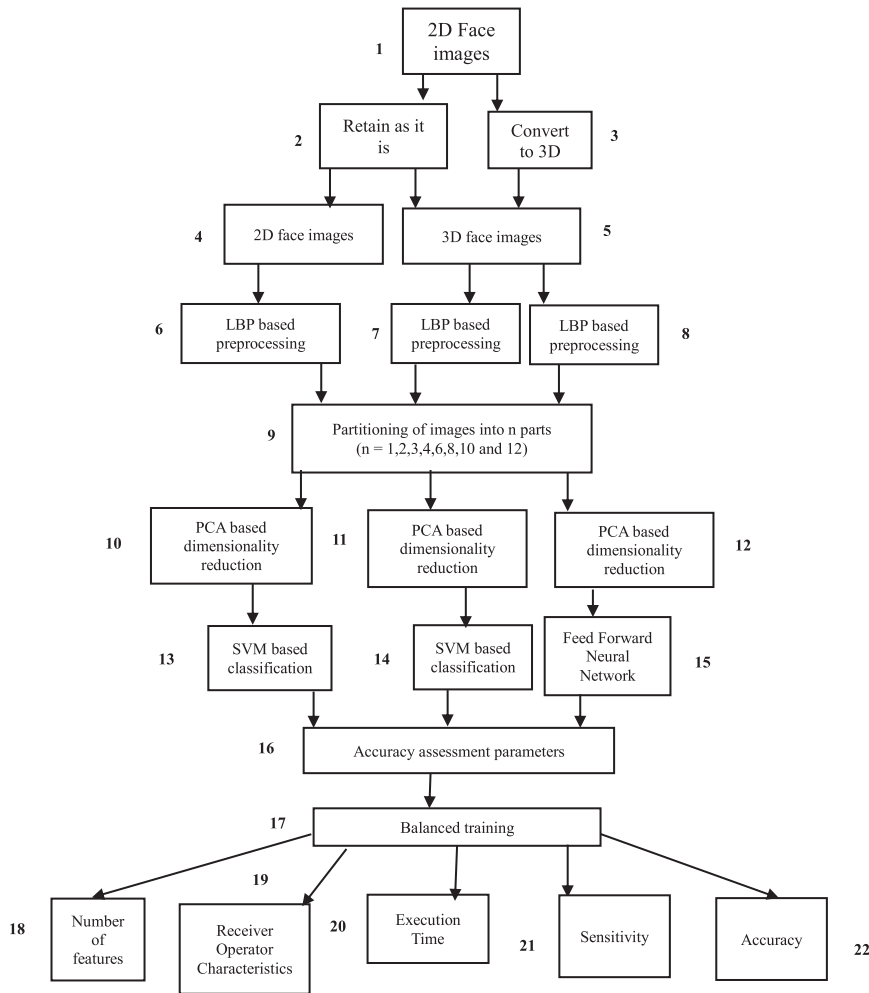 1
2D Face
images
2
Retain as it
is
Convert
to 3D
3
4
2D face images
3D face images
5
6
LBP based
preprocessing
7
LBP based
preprocessing
LBP based
preprocessing
8
9
Partitioning of images into n parts
(n = 1,2,3,4,6,8,10 and 12)
10
PCA based
dimensionality
reduction
11
PCA based
dimensionality
reduction
PCA based
dimensionality
reduction
12
13
SVM based
classification
14
SVM based
classification
Feed Forward
Neural
Network
15
16
Accuracy assessment parameters
17
Balanced training
18
Number
of
features
19
Receiver
Operator
Characteristics
20
Execution
Time
21
Sensitivity
Accuracy
22